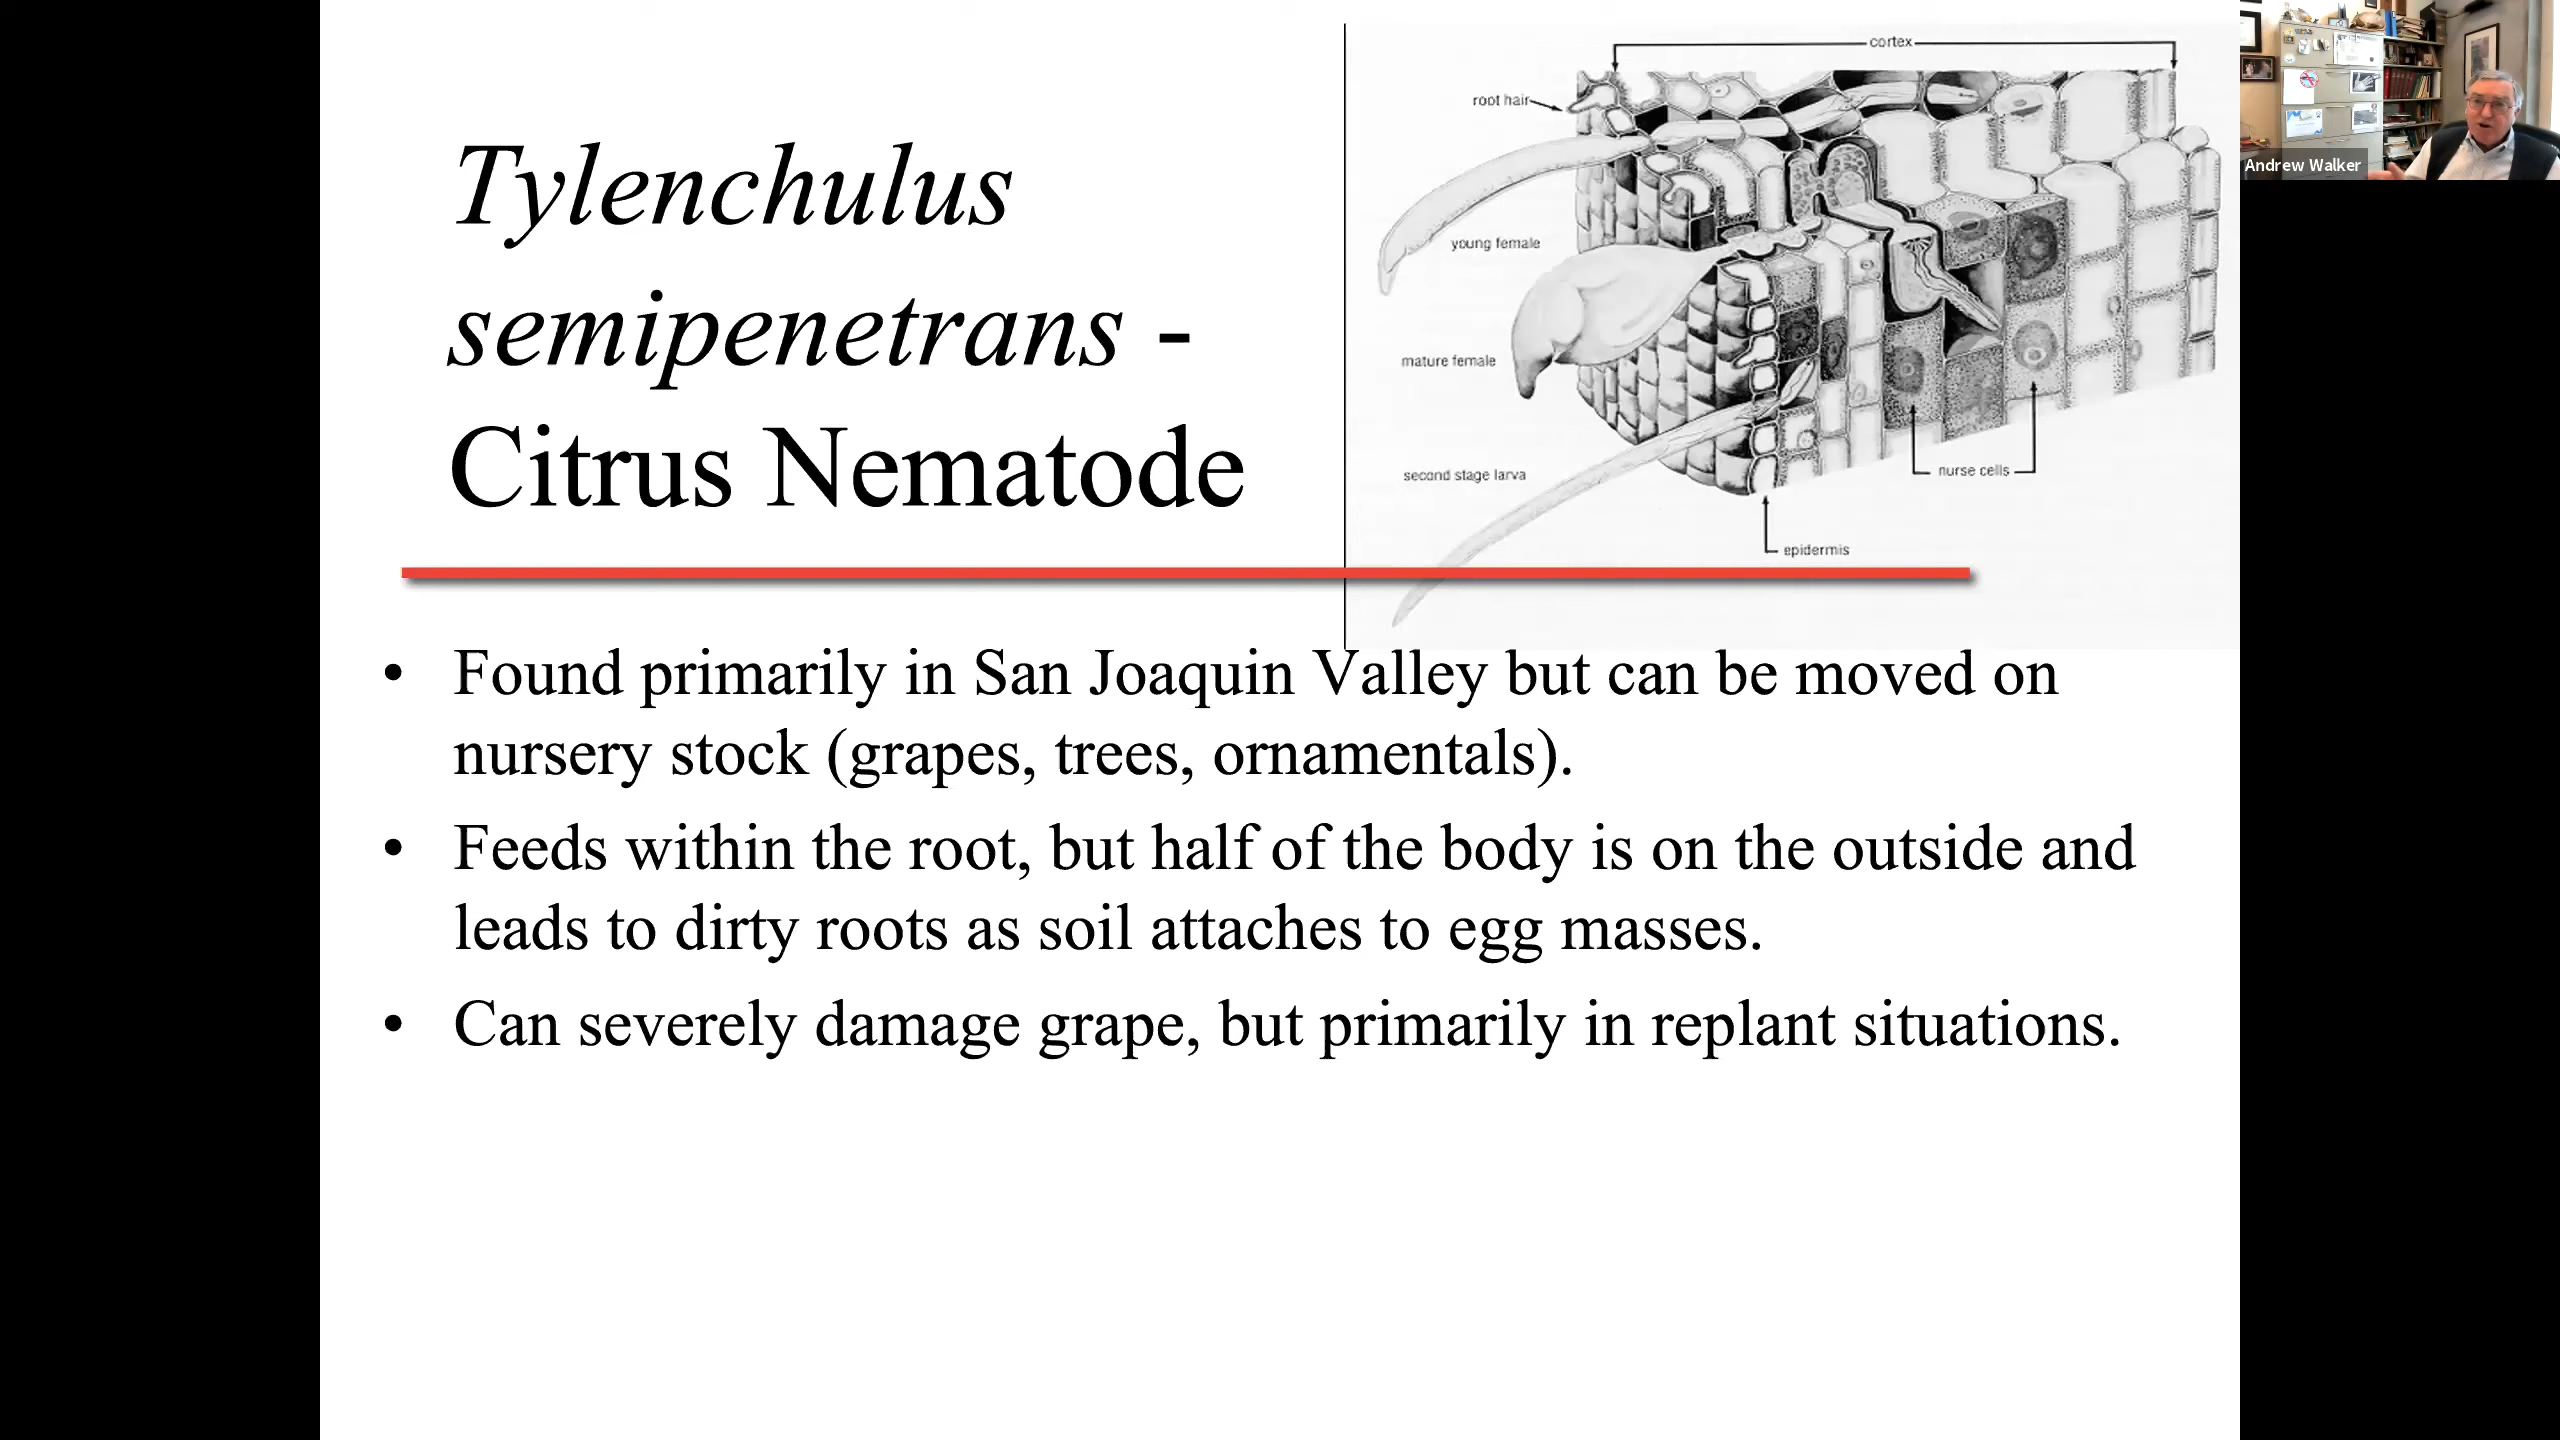 Tylenchulus
semipenetrans -
Citrus Nematode
cortex
root hair
young female
mature female
second stage larva
nurse cells
epidermis
Andrew Walker
• Found primarily in San Joaquin Valley but can be moved on
nursery stock (grapes, trees, ornamentals).
• Feeds within the root, but half of the body is on the outside and
leads to dirty roots as soil attaches to egg masses.
• Can severely damage grape, but primarily in replant situations.